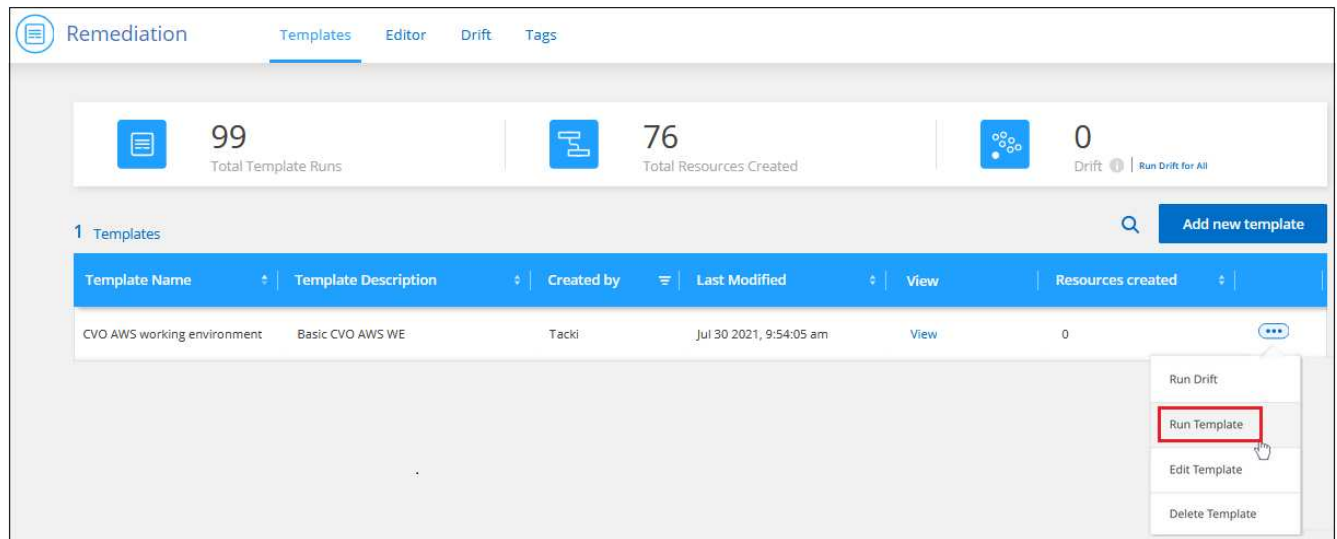 Remediation Templates Editor Drift Tags
99 76 0
Total Template Runs Total Resources Created Drift Run Drift for All
1 Templates Add new template
Template Name Template Description Created by Last Modified View Resources created
CVO AWS working environment Basic CVO AWS WE Tacki Jul 30 2021, 9:54:05 am View 0
Run Drift
Run Template
Edit Template
Delete Template